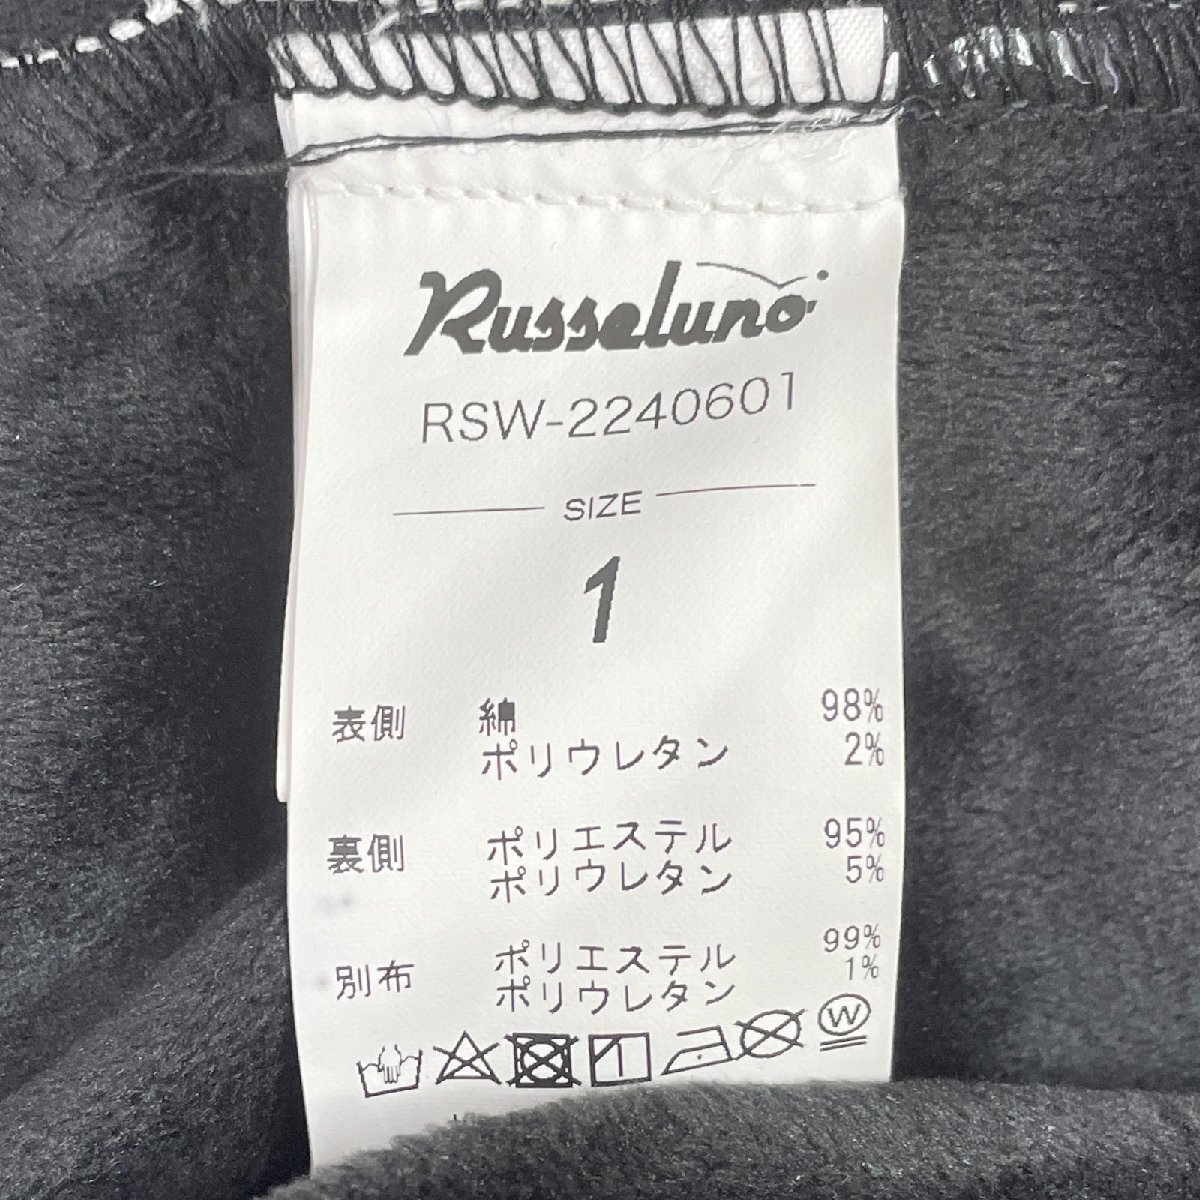 Russeluno
RSW-2240601
SIZE
1
表側 綿 98%
ポリウレタン 2%
裏側 ポリエステル 95%
ポリウレタン 5%
別布 ポリエステル 99%
ポリウレタン 1%
W